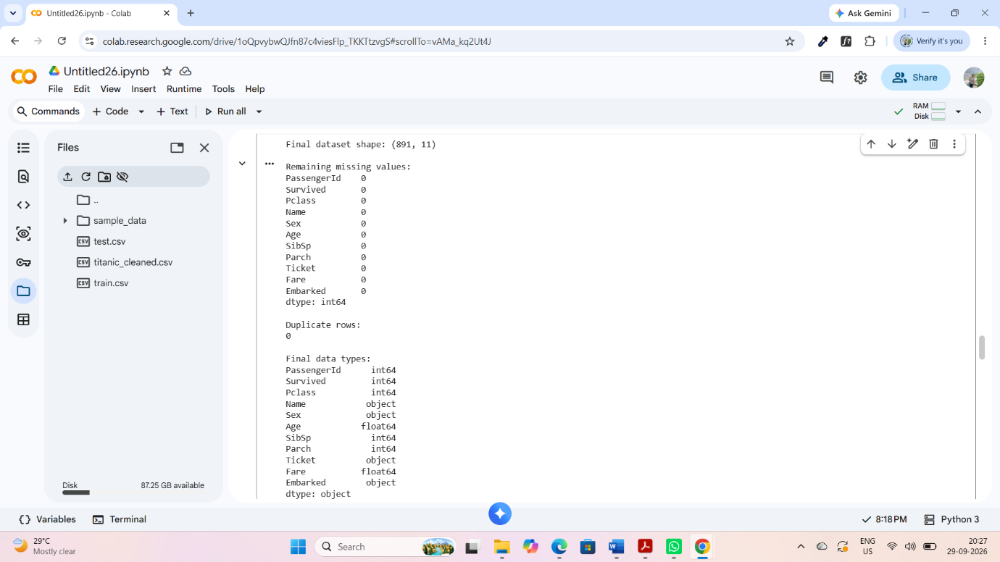 Untitled26.ipynb - Colab
Ask Gemini
colab.research.google.com/drive/1oQpvybwQJfn87c4viesFlp_TKKTtzvgS#scrollTo=vAMa_kq2Ut4J
f?
Verify it's you
CO
Untitled26.ipynb
File Edit View Insert Runtime Tools Help
Share
Commands + Code + Text Run all
RAM
Disk
Files
..
sample_data
CSV test.csv
CSV titanic_cleaned.csv
CSV train.csv
Disk 87.25 GB available
Final dataset shape: (891, 11)
Remaining missing values:
PassengerId 0
Survived 0
Pclass 0
Name 0
Sex 0
Age 0
SibSp 0
Parch 0
Ticket 0
Fare 0
Embarked 0
dtype: int64
Duplicate rows:
0
Final data types:
PassengerId int64
Survived int64
Pclass int64
Name object
Sex object
Age float64
SibSp int64
Parch int64
Ticket object
Fare float64
Embarked object
dtype: object
{} Variables Terminal
8:18 PM Python 3
29°C
Mostly clear
Search
ENG
US
20:27
29-09-2026